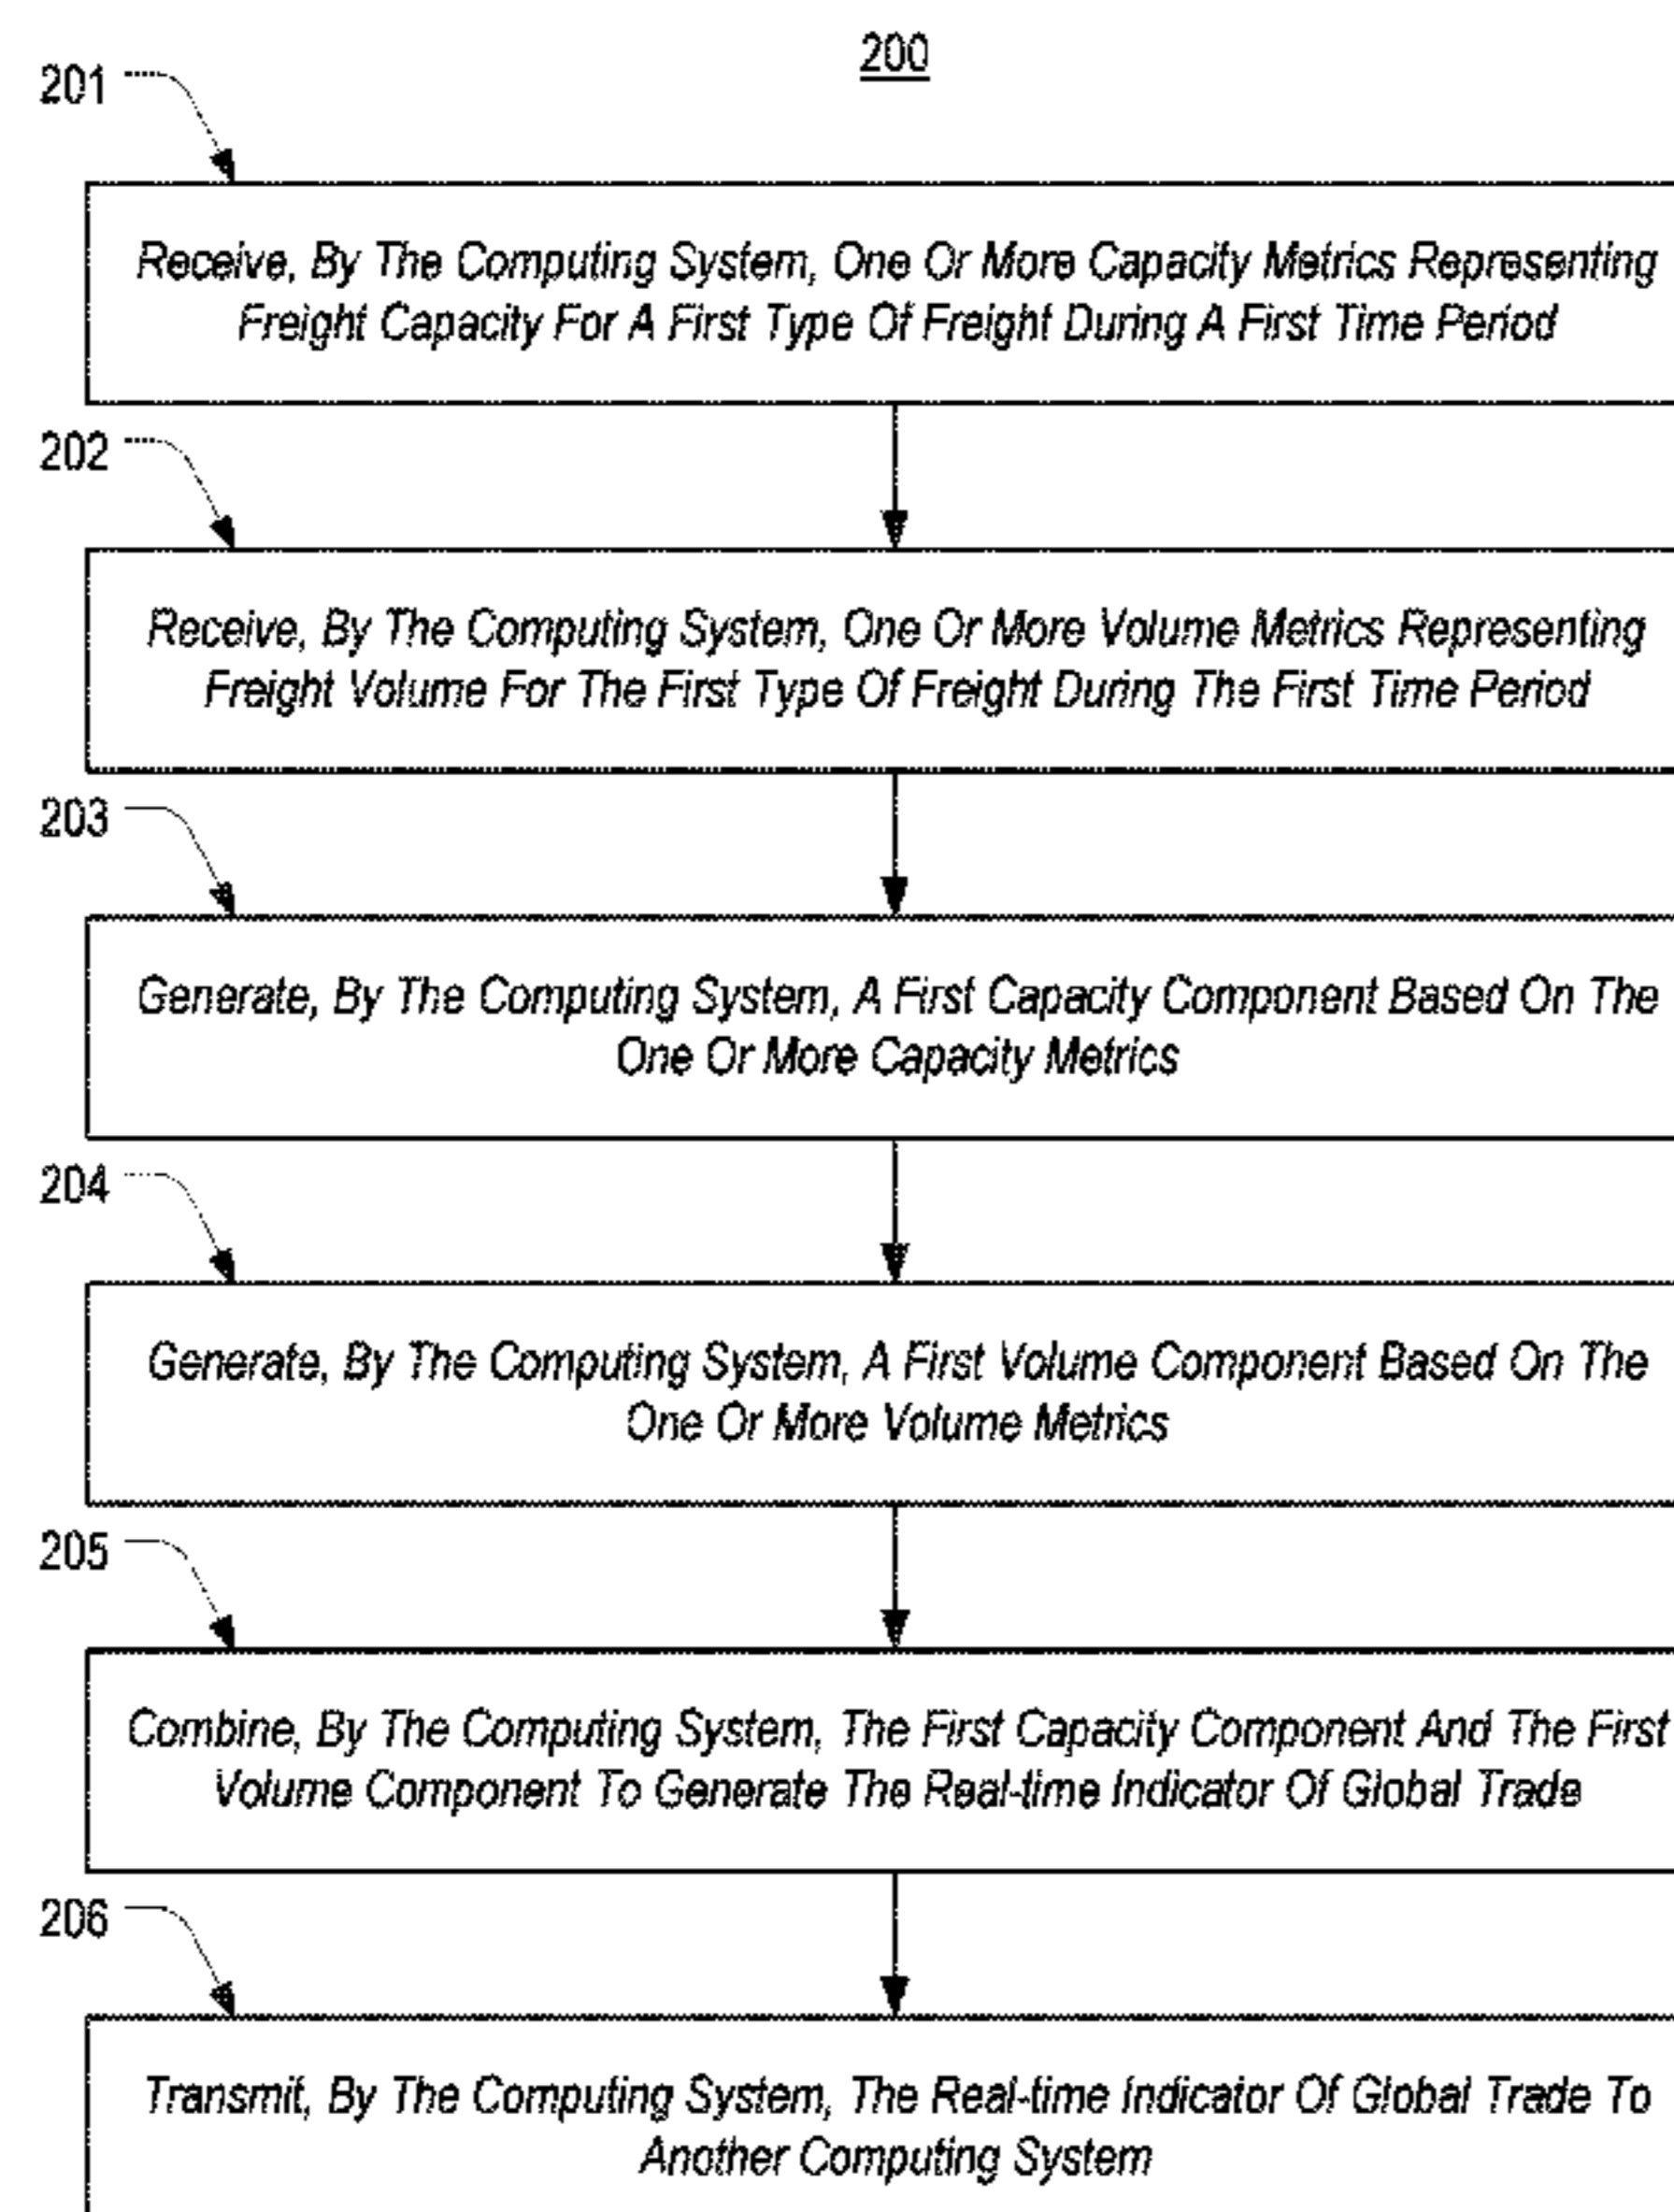 200
201
Receive, By The Computing System, One Or More Capacity Metrics Representing
Freight Capacity For A First Type Of Freight During A First Time Period
202
Receive, By The Computing System, One Or More Volume Metrics Representing
Freight Volume For The First Type Of Freight During The First Time Period
203
Generate, By The Computing System, A First Capacity Component Based On The
One Or More Capacity Metrics
204
Generate, By The Computing System, A First Volume Component Based On The
One Or More Volume Metrics
205
Combine, By The Computing System, The First Capacity Component And The First
Volume Component To Generate The Real-time Indicator Of Global Trade
206
Transmit, By The Computing System, The Real-time Indicator Of Global Trade To
Another Computing System